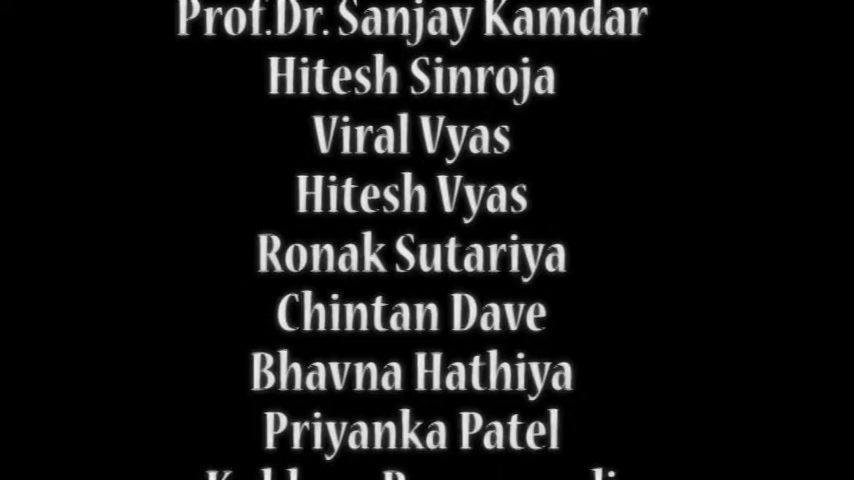 Prof.Dr. Sanjay Kamdar
Hitesh Sinroja
Viral Vyas
Hitesh Vyas
Ronak Sutariya
Chintan Dave
Bhavna Hathiya
Priyanka Patel